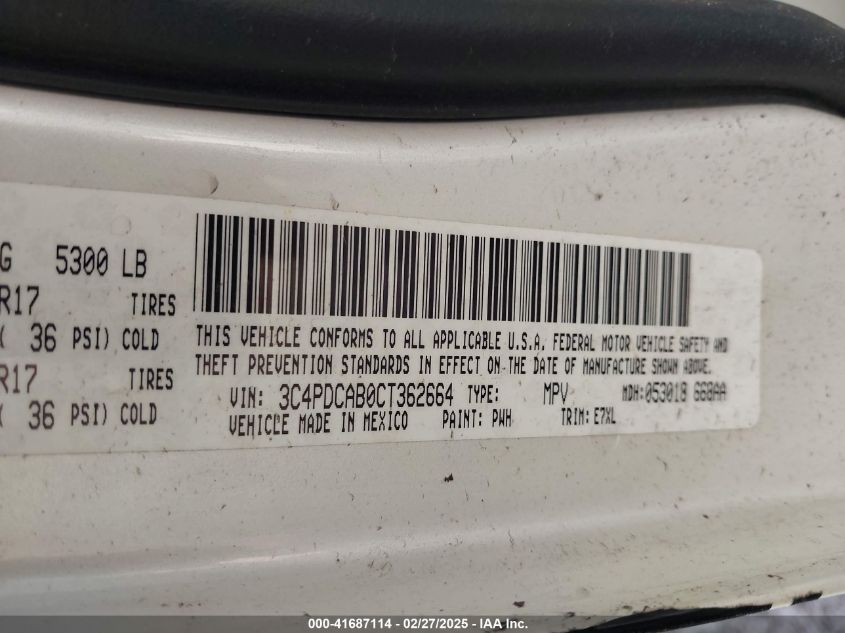 G 5300 LB
R17 TIRES
( 36 PSI) COLD
R17 TIRES
( 36 PSI) COLD
THIS VEHICLE CONFORMS TO ALL APPLICABLE U.S.A. FEDERAL MOTOR VEHICLE SAFETY AND
THEFT PREVENTION STANDARDS IN EFFECT ON THE DATE OF MANUFACTURE SHOWN ABOVE.
VIN: 3C4PDCAB0CT362664 TYPE: MPV MDH:053018 668AA
VEHICLE MADE IN MEXICO PAINT: PWH TRIM: E7XL
000-41687114 - 02/27/2025 - IAA Inc.